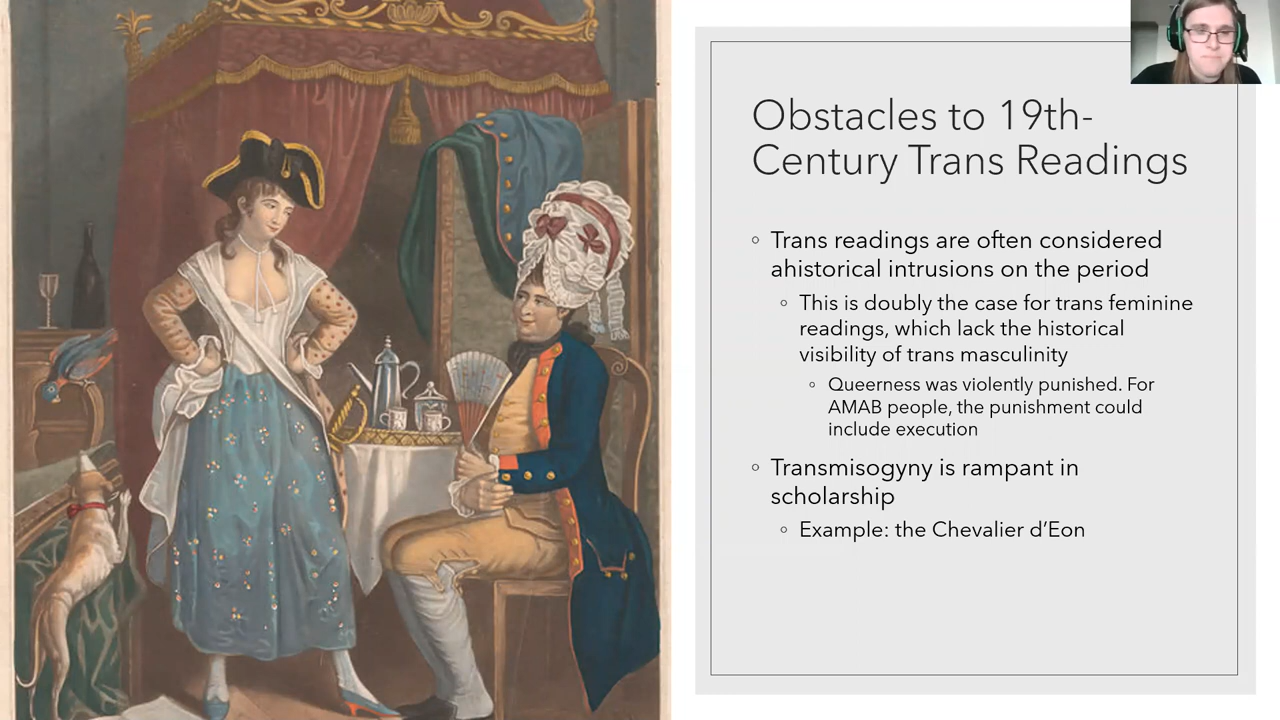 Obstacles to 19th-
Century Trans Readings
Trans readings are often considered
ahistorical intrusions on the period
This is doubly the case for trans feminine
readings, which lack the historical
visibility of trans masculinity
Queerness was violently punished. For
AMAB people, the punishment could
include execution
Transmisogyny is rampant in
scholarship
Example: the Chevalier d’Eon